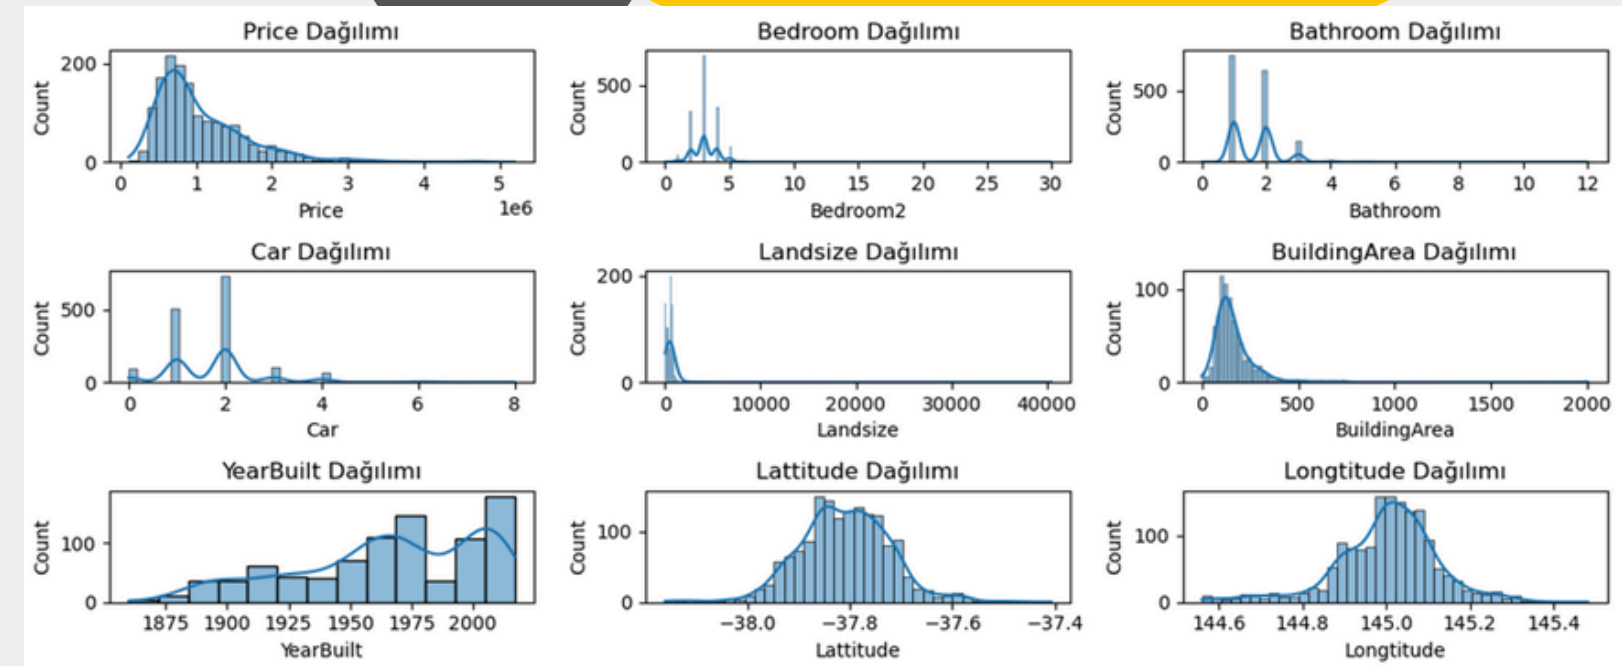 Price Dağılımı
Count
200
0
0 1 2 3 4 5
1e6
Price
Bedroom Dağılımı
Count
500
0
0 5 10 15 20 25 30
Bedroom2
Bathroom Dağılımı
Count
500
0
0 2 4 6 8 10 12
Bathroom
Car Dağılımı
Count
500
0
0 2 4 6 8
Car
Landsize Dağılımı
Count
200
0
0 10000 20000 30000 40000
Landsize
BuildingArea Dağılımı
Count
100
0
0 500 1000 1500 2000
BuildingArea
YearBuilt Dağılımı
Count
100
0
1875 1900 1925 1950 1975 2000
YearBuilt
Lattitude Dağılımı
Count
100
0
−38.0 −37.8 −37.6 −37.4
Lattitude
Longtitude Dağılımı
Count
100
0
144.6 144.8 145.0 145.2 145.4
Longtitude